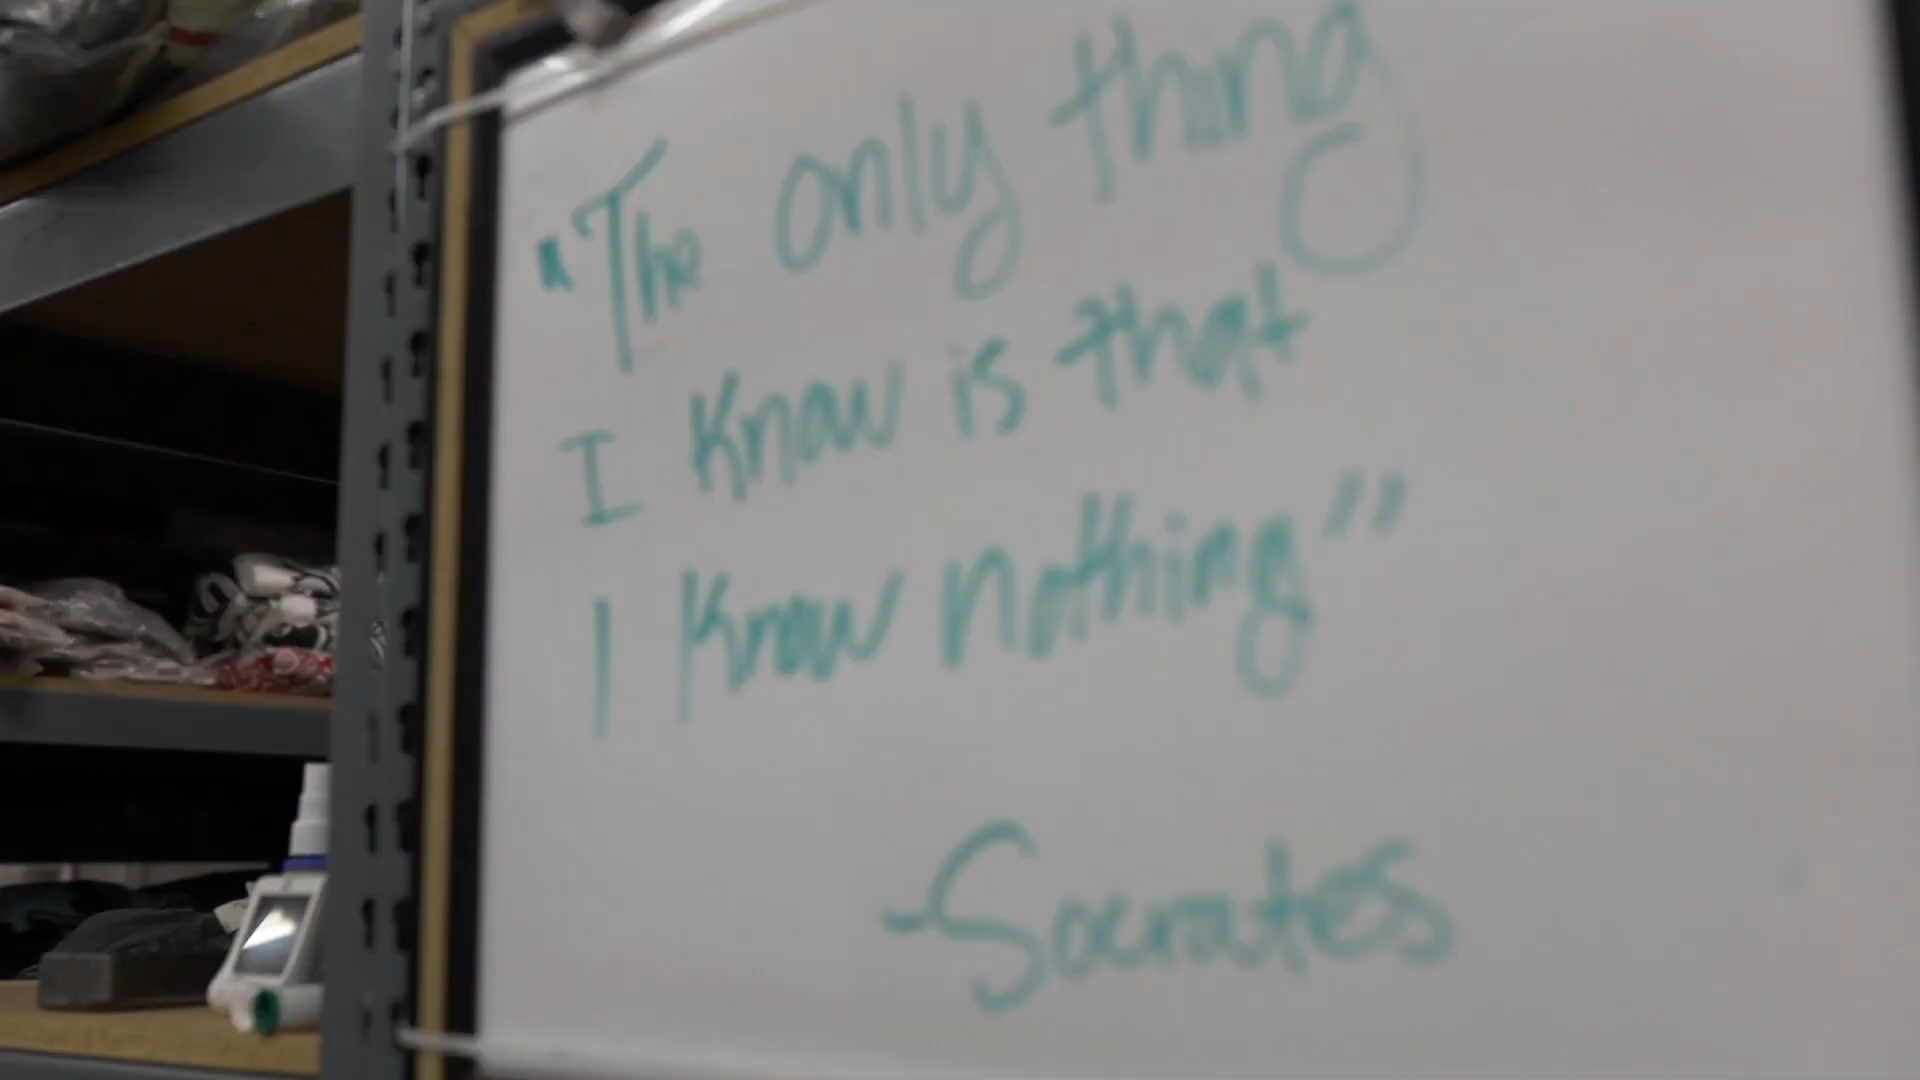 "The only thing
I know is that
I know nothing"
-Socrates